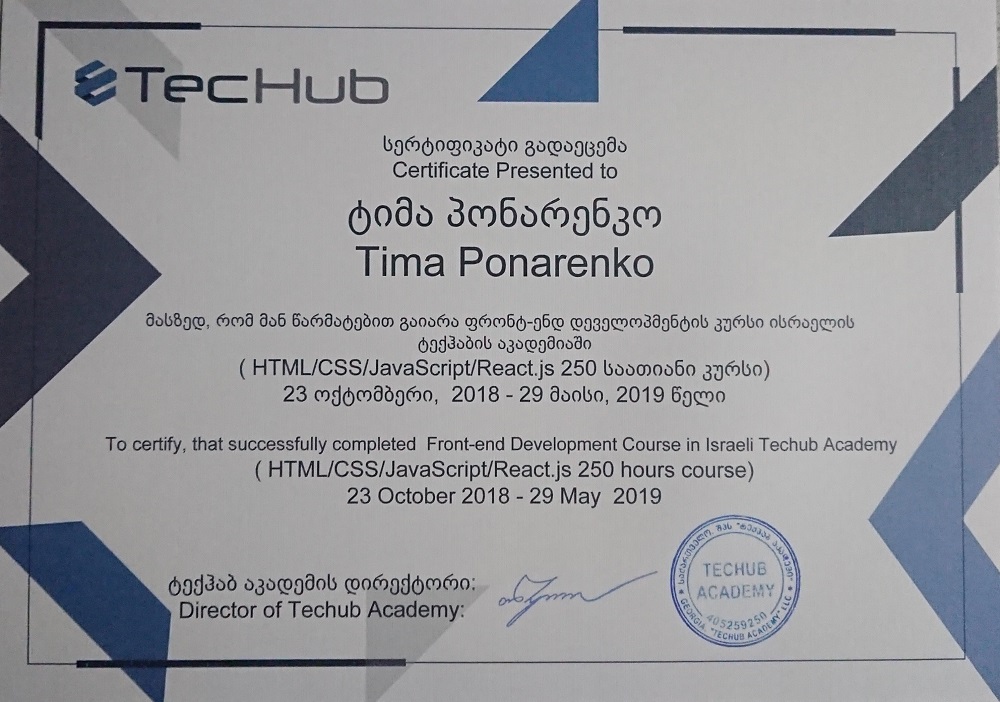 TecHub
სერტიფიკატი გადაეცემა
Certificate Presented to
ტიმა პონარენკო
Tima Ponarenko
მასზედ, რომ მან წარმატებით გაიარა ფრონტ-ენდ დეველოპმენტის კურსი ისრაელის
ტექჰაბის აკადემიაში
( HTML/CSS/JavaScript/React.js 250 საათიანი კურსი)
23 ოქტომბერი, 2018 - 29 მაისი, 2019 წელი
To certify, that successfully completed Front-end Development Course in Israeli Techub Academy
( HTML/CSS/JavaScript/React.js 250 hours course)
23 October 2018 - 29 May 2019
ტექჰაბ აკადემის დირექტორი:
Director of Techub Academy:
საქართველო შპს "ტექჰაბ აკადემი"
TECHUB
ACADEMY
405259250
GEORGIA "TECHUB ACADEMY" LLC